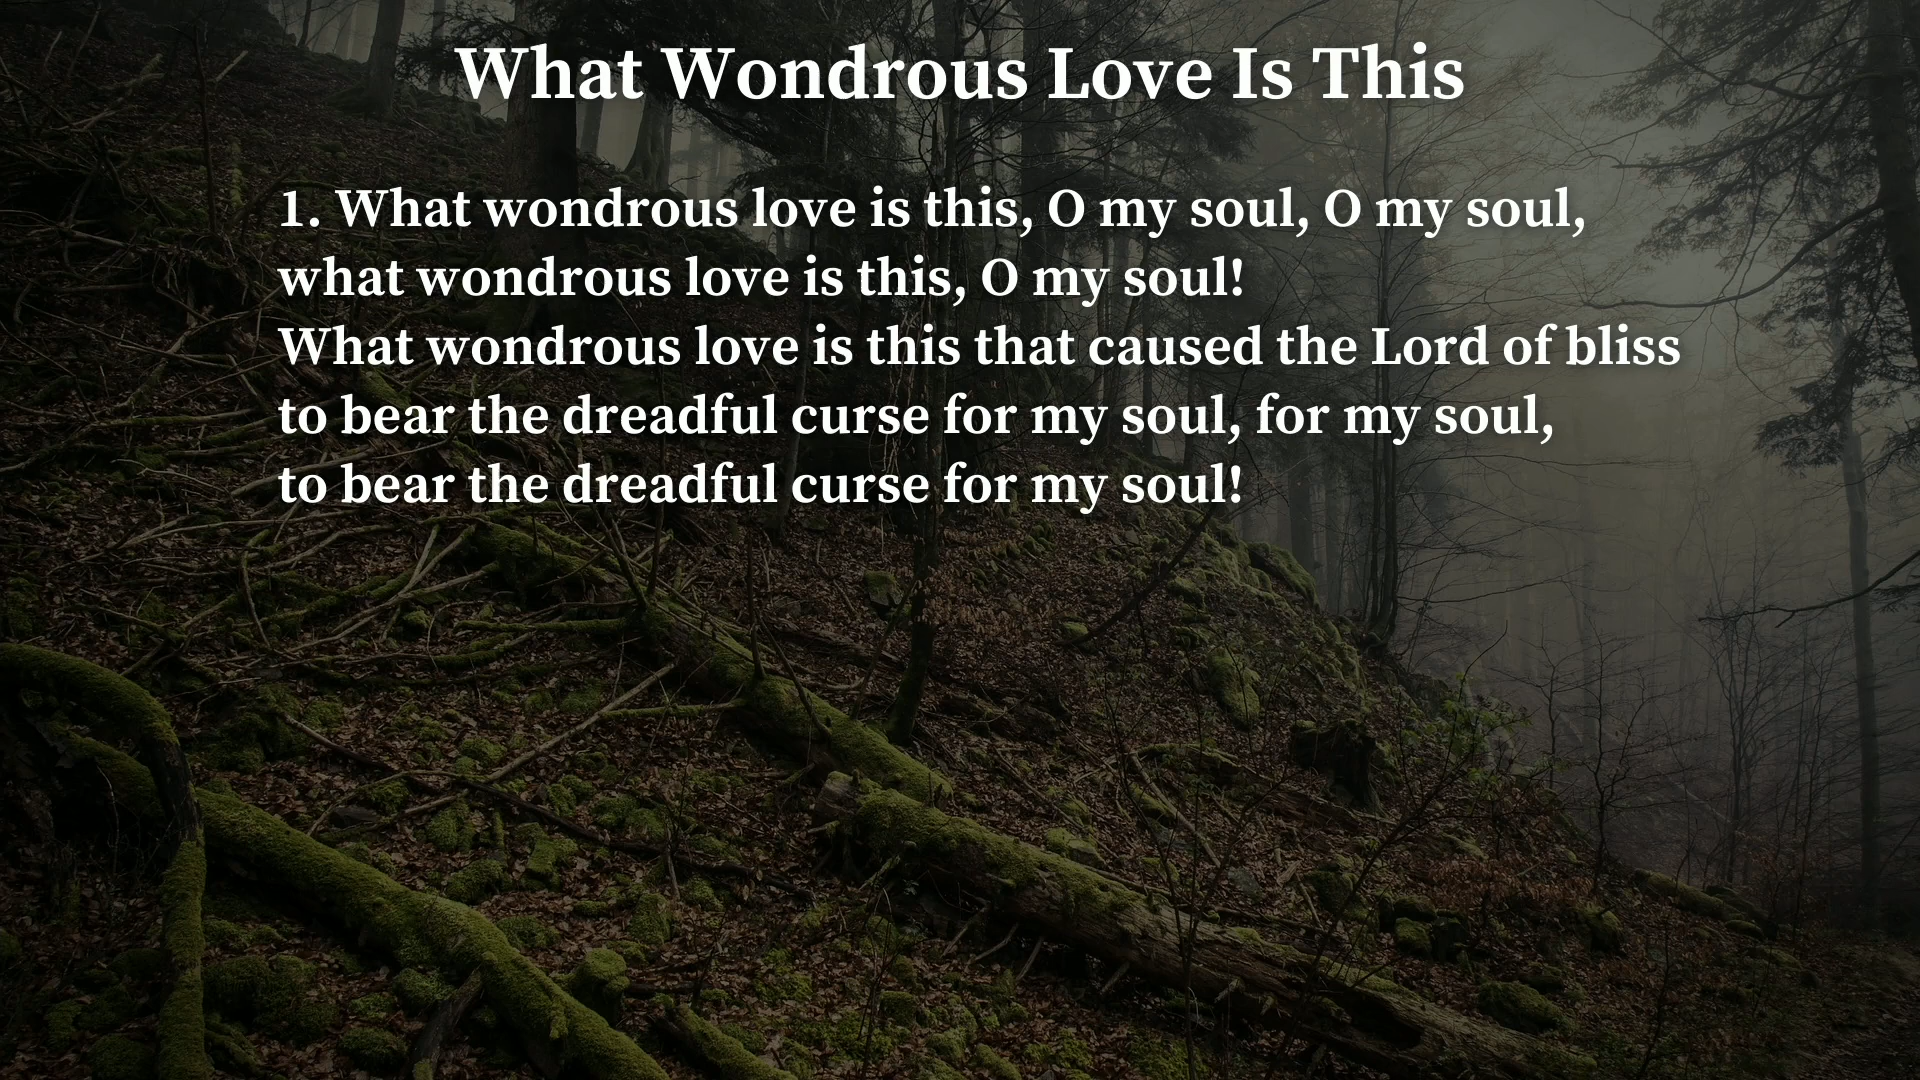 What Wondrous Love Is This
1. What wondrous love is this, O my soul, O my soul,
what wondrous love is this, O my soul!
What wondrous love is this that caused the Lord of bliss
to bear the dreadful curse for my soul, for my soul,
to bear the dreadful curse for my soul!